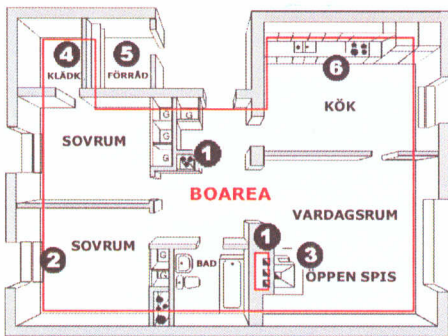 4
KLÄDK
5
FÖRRÅD
6
KÖK
SOVRUM
G
G
G
G
1
BOAREA
VARDAGSRUM
SOVRUM
2
BAD
G
G
1
3
ÖPPEN SPIS